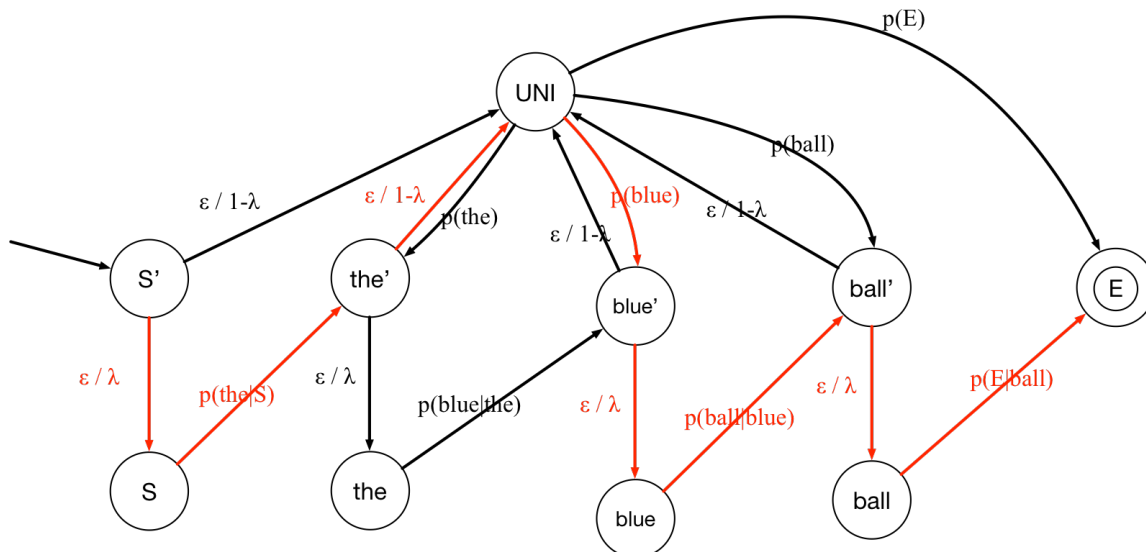 p(E)
UNI
p(ball)
ε / 1-λ
ε / 1-λ
p(the)
p(blue)
ε / 1-λ
ε / 1-λ
S’
the’
blue’
ball’
E
ε / λ
p(the|S)
ε / λ
p(blue|the)
ε / λ
p(ball|blue)
ε / λ
p(E|ball)
S
the
blue
ball